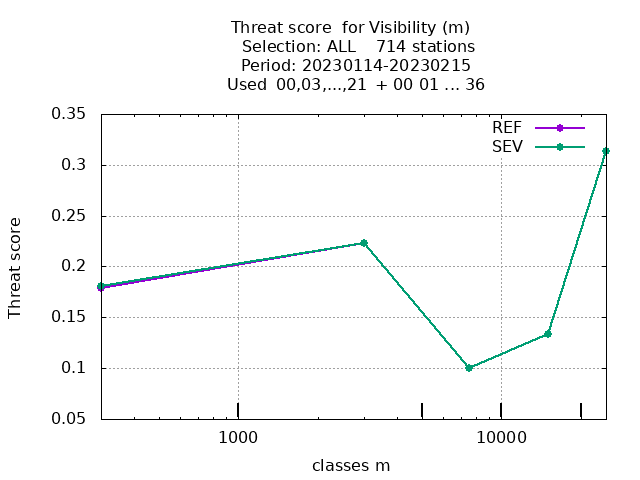 Threat score  for Visibility (m)
Selection: ALL    714 stations
Period: 20230114-20230215
Used  00,03,...,21  + 00 01 ... 36
REF
SEV
0.35
0.3
0.25
0.2
0.15
0.1
0.05
Threat score
1000
10000
classes m